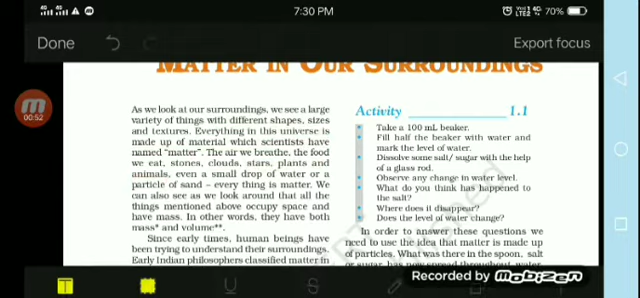 7:30 PM
70%
Done
Export focus
MATTER IN OUR SURROUNDINGS
00:52
As we look at our surroundings, we see a large
variety of things with different shapes, sizes
and textures. Everything in this universe is
made up of material which scientists have
named “matter”. The air we breathe, the food
we eat, stones, clouds, stars, plants and
animals, even a small drop of water or a
particle of sand – every thing is matter. We
can also see as we look around that all the
things mentioned above occupy space and
have mass. In other words, they have both
mass* and volume**.
Since early times, human beings have
been trying to understand their surroundings.
Early Indian philosophers classified matter in
Activity 1.1
• Take a 100 mL beaker.
• Fill half the beaker with water and
mark the level of water.
• Dissolve some salt/ sugar with the help
of a glass rod.
• Observe any change in water level.
• What do you think has happened to
the salt?
• Where does it disappear?
• Does the level of water change?
In order to answer these questions we
need to use the idea that matter is made up
of particles. What was there in the spoon, salt
or sugar, has now spread throughout water.
Recorded by Mobizen